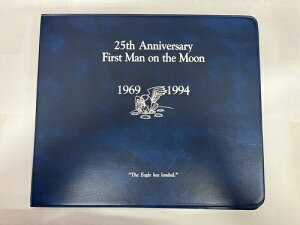 25th Anniversary
First Man on the Moon
1969 1994
"The Eagle has landed."